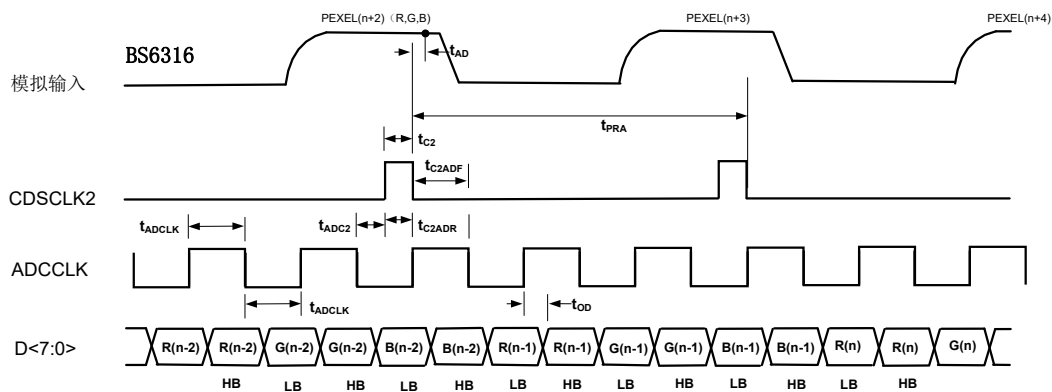 PEXEL(n+2)（R,G,B) PEXEL(n+3) PEXEL(n+4)
BS6316
tAD
模拟输入
tPRA
tC2
tC2ADF
CDSCLK2
tADCLK tADC2 tC2ADR
ADCCLK
tADCLK tOD
D<7:0> R(n-2) R(n-2) G(n-2) G(n-2) B(n-2) B(n-2) R(n-1) R(n-1) G(n-1) G(n-1) B(n-1) B(n-1) R(n) R(n) G(n)
HB LB HB LB HB LB HB LB HB LB HB LB HB